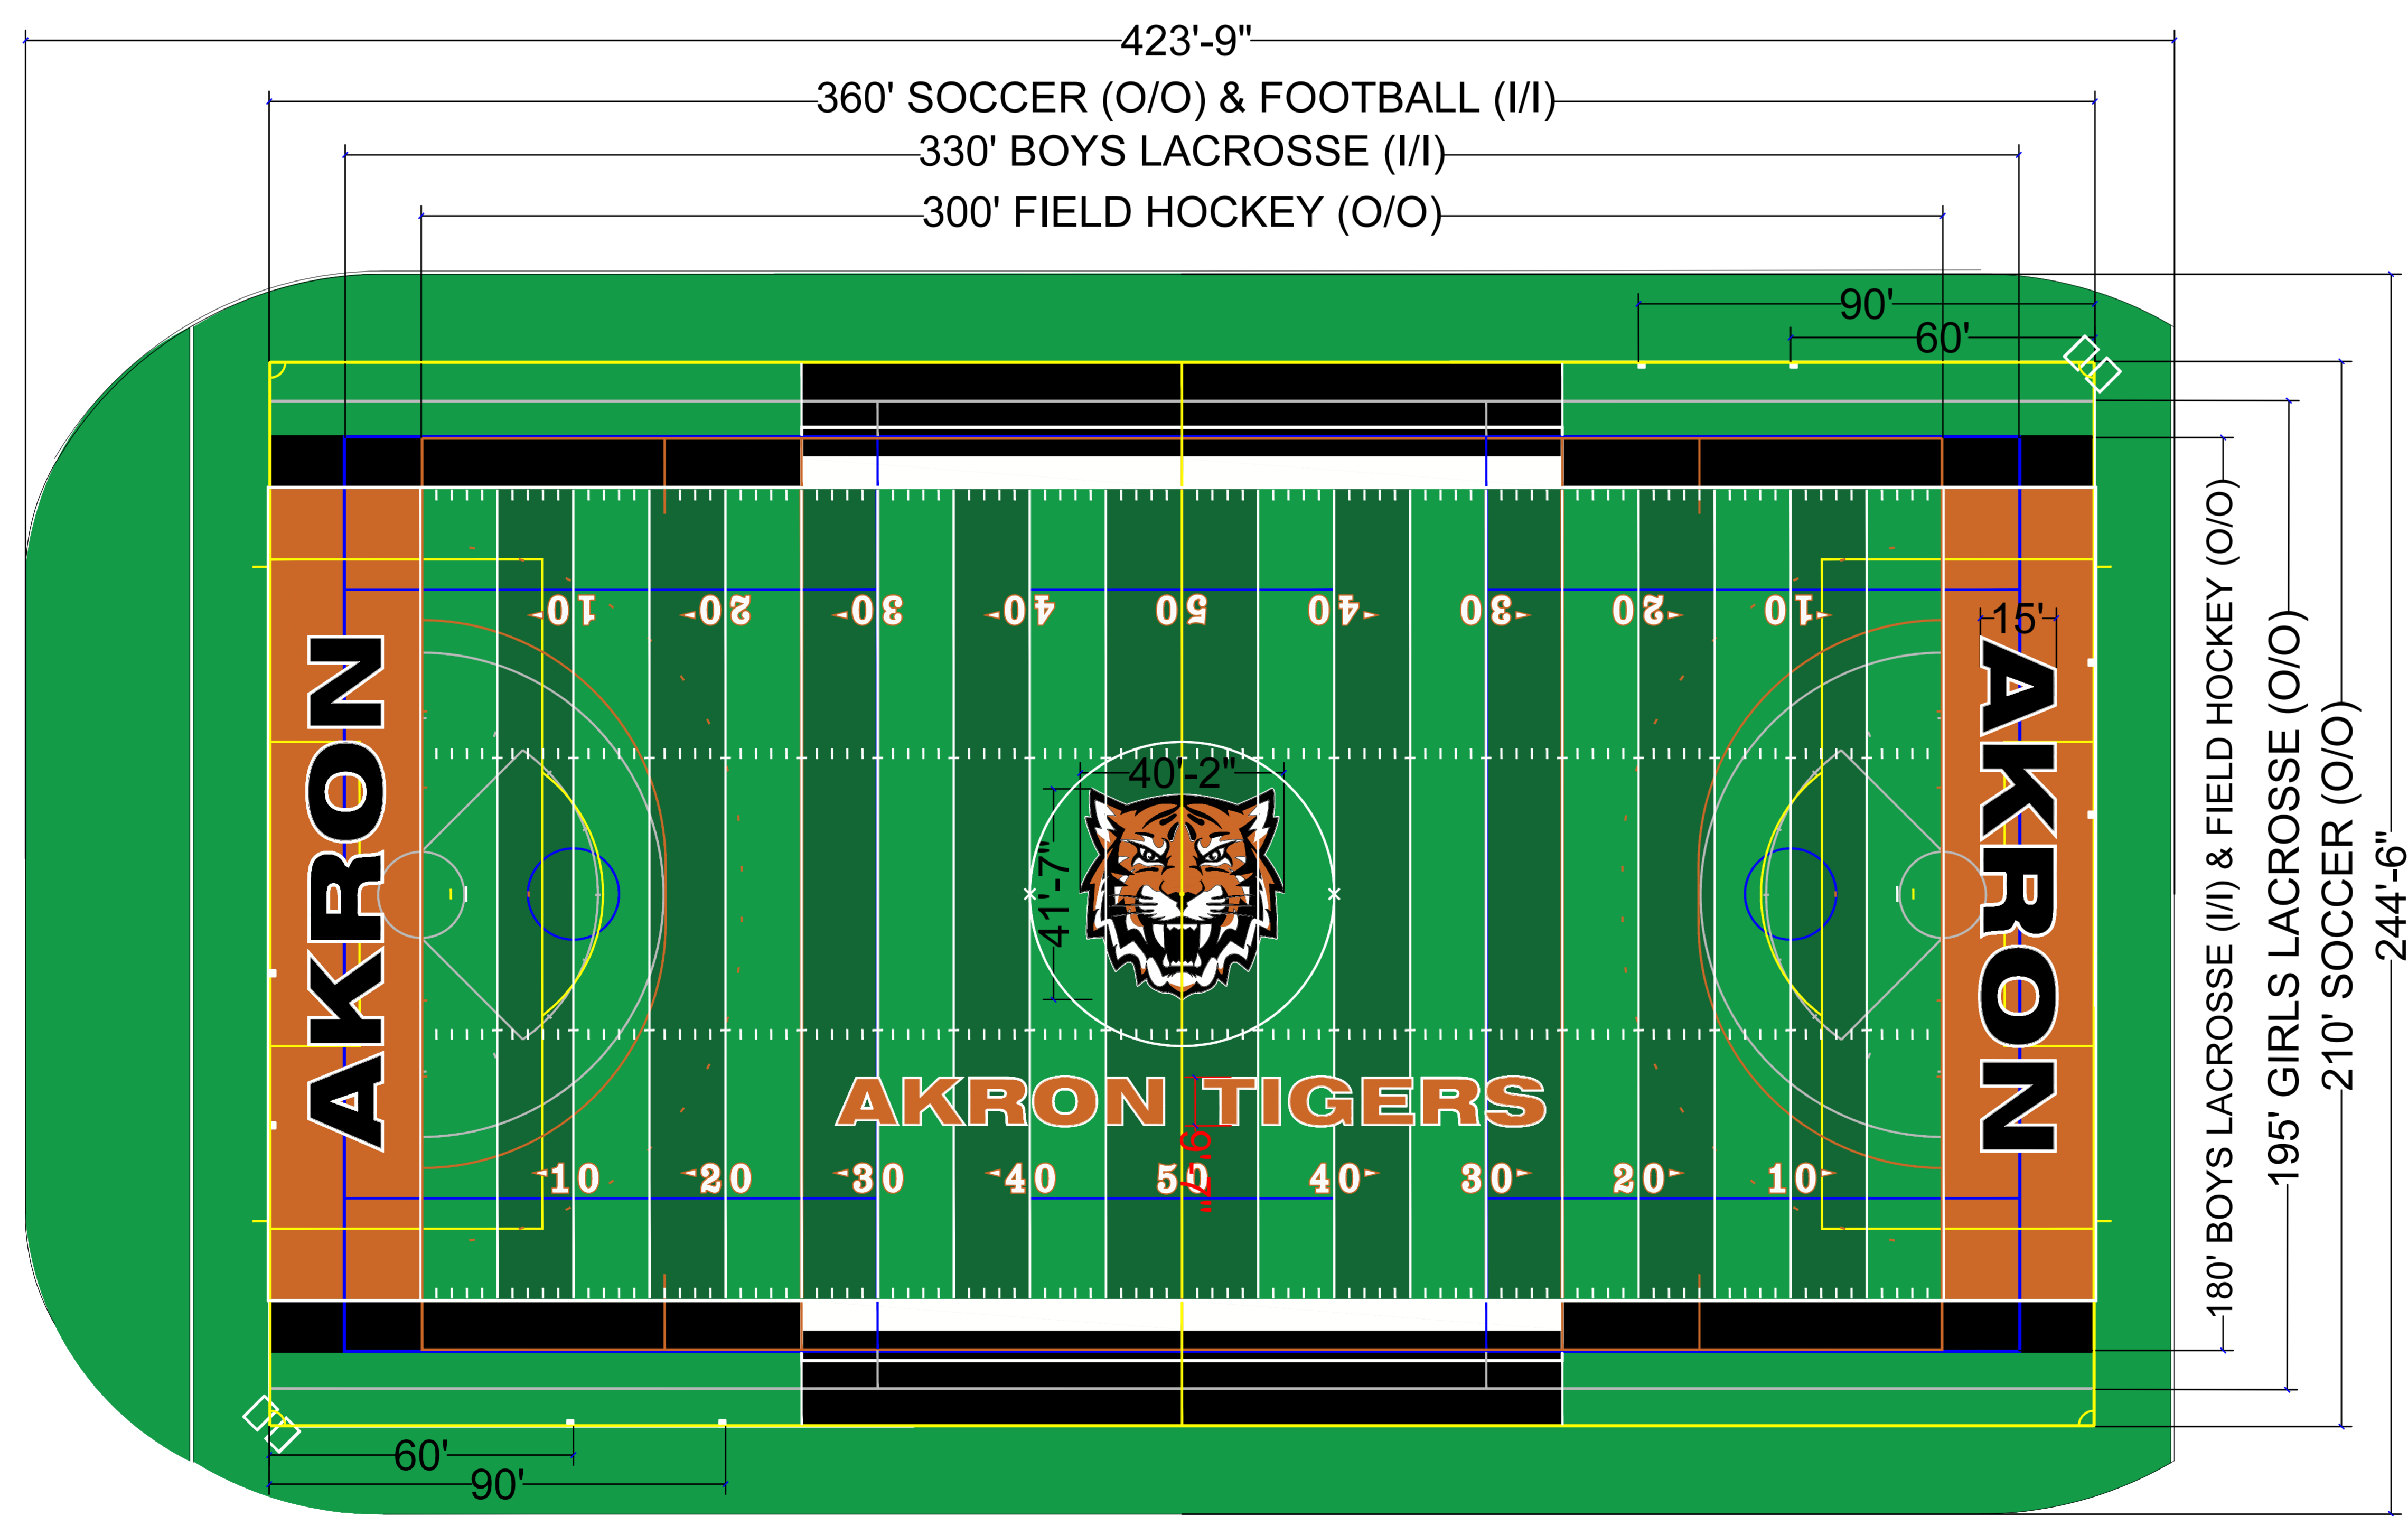 423'-9"
360' SOCCER (O/O) & FOOTBALL (I/I)
330' BOYS LACROSSE (I/I)
300' FIELD HOCKEY (O/O)
90'
60'
10 20 30 40 50 40 30 20 10
15'
AKRON
AKRON
40'-2"
41'-7"
AKRON TIGERS
9'-7"
10 20 30 40 50 40 30 20 10
60'
90'
180' BOYS LACROSSE (I/I) & FIELD HOCKEY (O/O)
195' GIRLS LACROSSE (O/O)
210' SOCCER (O/O)
244'-6"